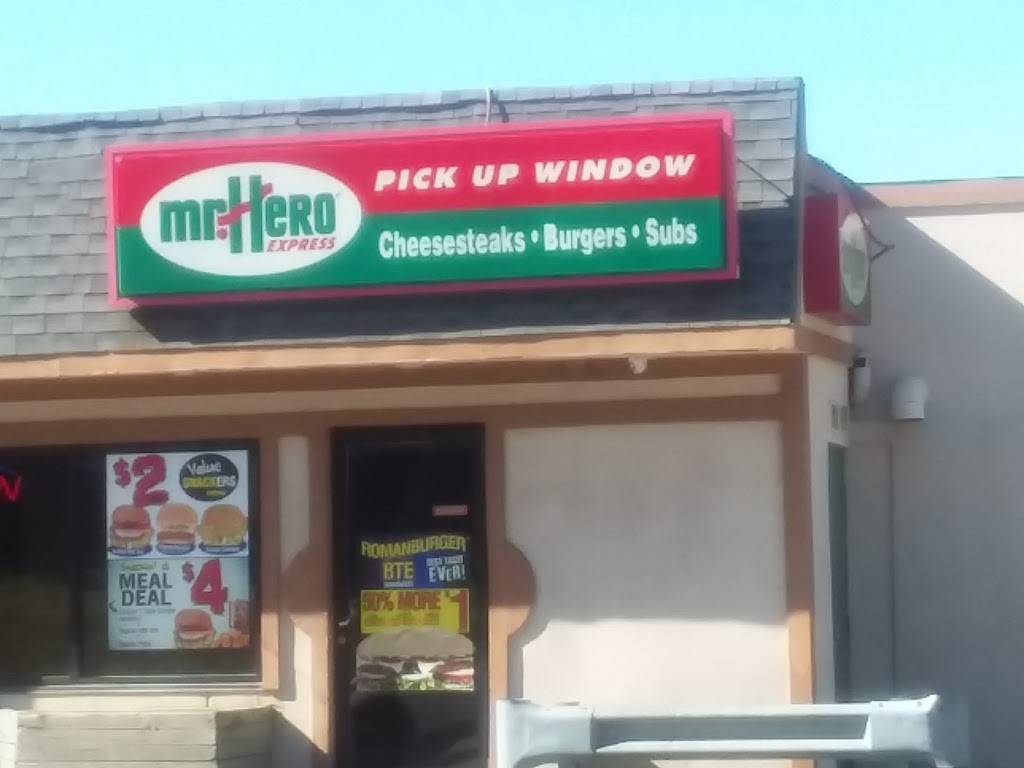 mr.Hero
EXPRESS
PICK UP WINDOW
Cheesesteaks • Burgers • Subs
$2
Value
SNACKERS
MEAL
DEAL
$4
ROMANBURGER
BTE
EVER!
50% MORE $1